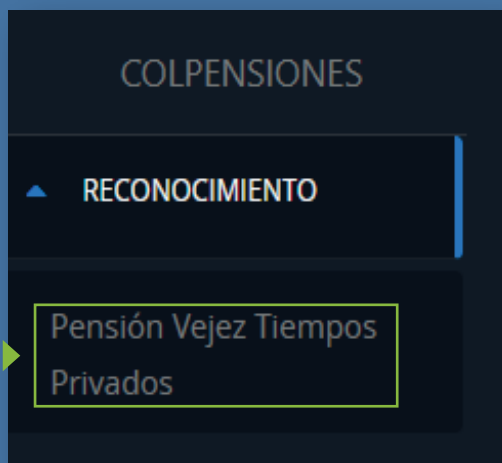 COLPENSIONES
RECONOCIMIENTO
Pensión Vejez Tiempos
Privados